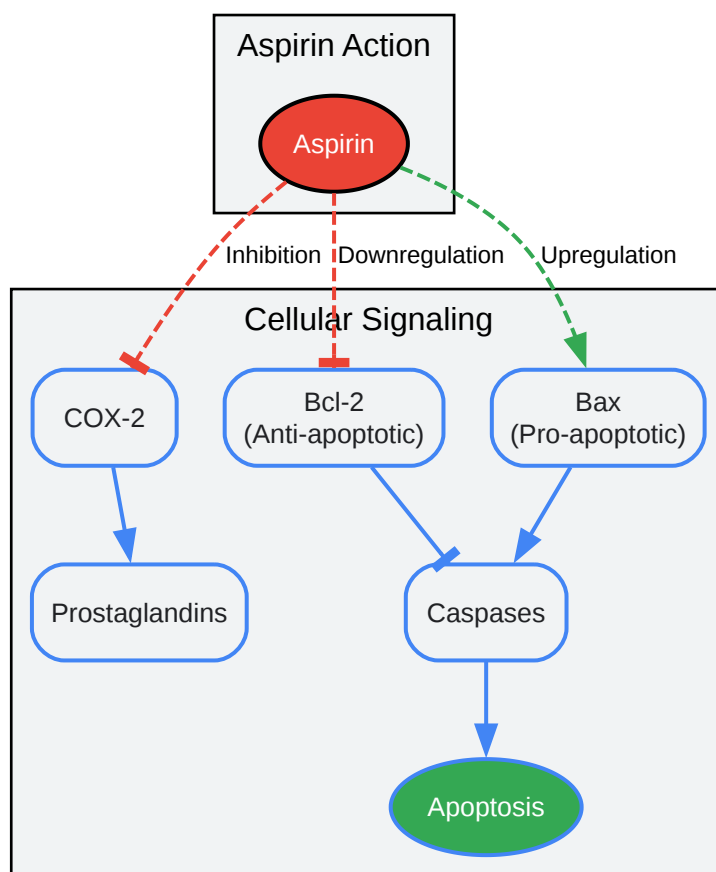 Aspirin Action
Aspirin
Inhibition
Downregulation
Upregulation
Cellular Signaling
COX-2
Bcl-2
(Anti-apoptotic)
Bax
(Pro-apoptotic)
Prostaglandins
Caspases
Apoptosis